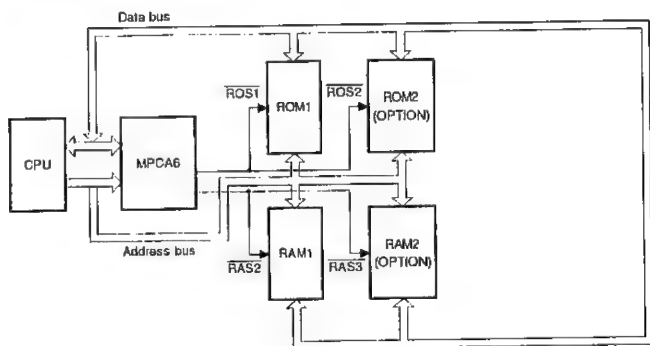 Data bus
ROS1
ROM1
ROS2
ROM2
(OPTION)
CPU
MPCA6
Address bus
RAS2
RAM1
RAS3
RAM2
(OPTION)